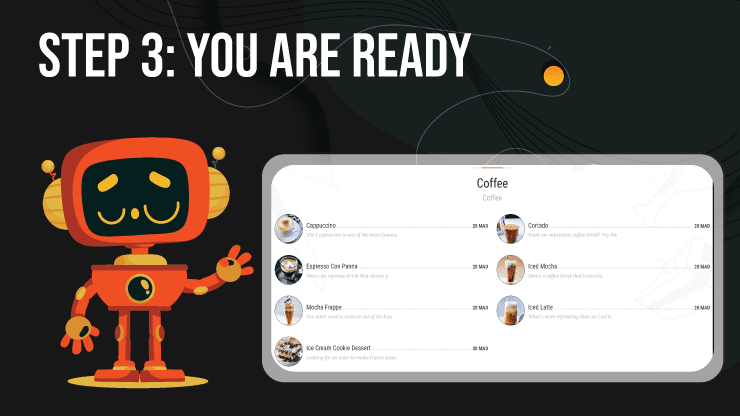 STEP 3: YOU ARE READY
Coffee
Coffee
Cappuccino 20 MAD
The Cappuccino is one of the most famous
Cortado 20 MAD
Want an impressive coffee drink? Try the
Espresso Con Panna 20 MAD
Here's an espresso drink that almost y
Iced Mocha 20 MAD
Here's a coffee drink that's chocola
Mocha Frappe 20 MAD
You don't need to venture out of the hou
Iced Latte 20 MAD
What's more refreshing than an iced la
Ice Cream Cookie Dessert 30 MAD
Looking for an easy-to-make frozen desse